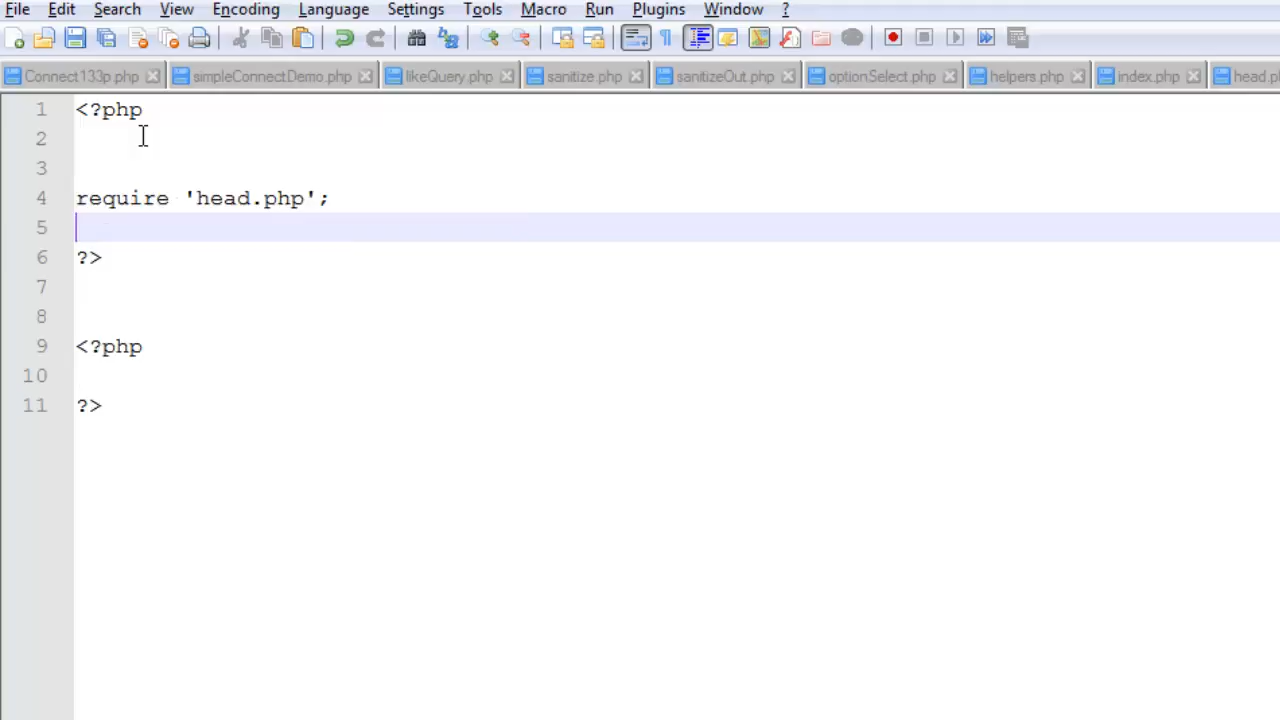 File Edit Search View Encoding Language Settings Tools Macro Run Plugins Window ?
Connect133p.php simpleConnectDemo.php likeQuery.php sanitize.php sanitizeOut.php optionSelect.php helpers.php index.php head.p
1 <?php
2
3
4 require 'head.php';
5
6 ?>
7
8
9 <?php
10
11 ?>